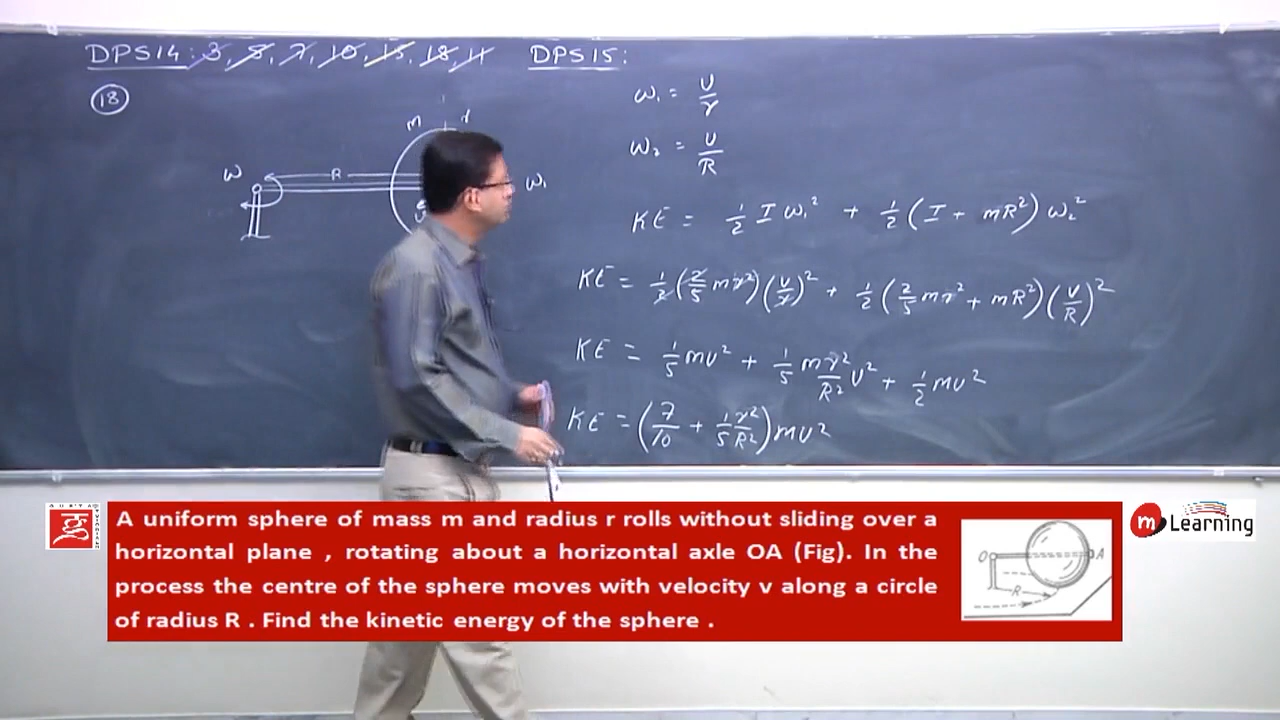 DPS14: 3, 8, 7, 10, 15, 18, 11 DPS15:
18
m r
ω R ω₁
ω₁ = v/r
ω₂ = v/R
KE = 1/2 I ω₁² + 1/2 (I + mR²) ω₂²
KE = 1/2 (2/5 mr²) (v/r)² + 1/2 (2/5 mr² + mR²) (v/R)²
KE = 1/5 mv² + 1/5 mr²/R² v² + 1/2 mv²
KE = (7/10 + 1/5 r²/R²) mv²
A uniform sphere of mass m and radius r rolls without sliding over a
horizontal plane , rotating about a horizontal axle OA (Fig). In the
process the centre of the sphere moves with velocity v along a circle
of radius R . Find the kinetic energy of the sphere .
O A
R
m Learning